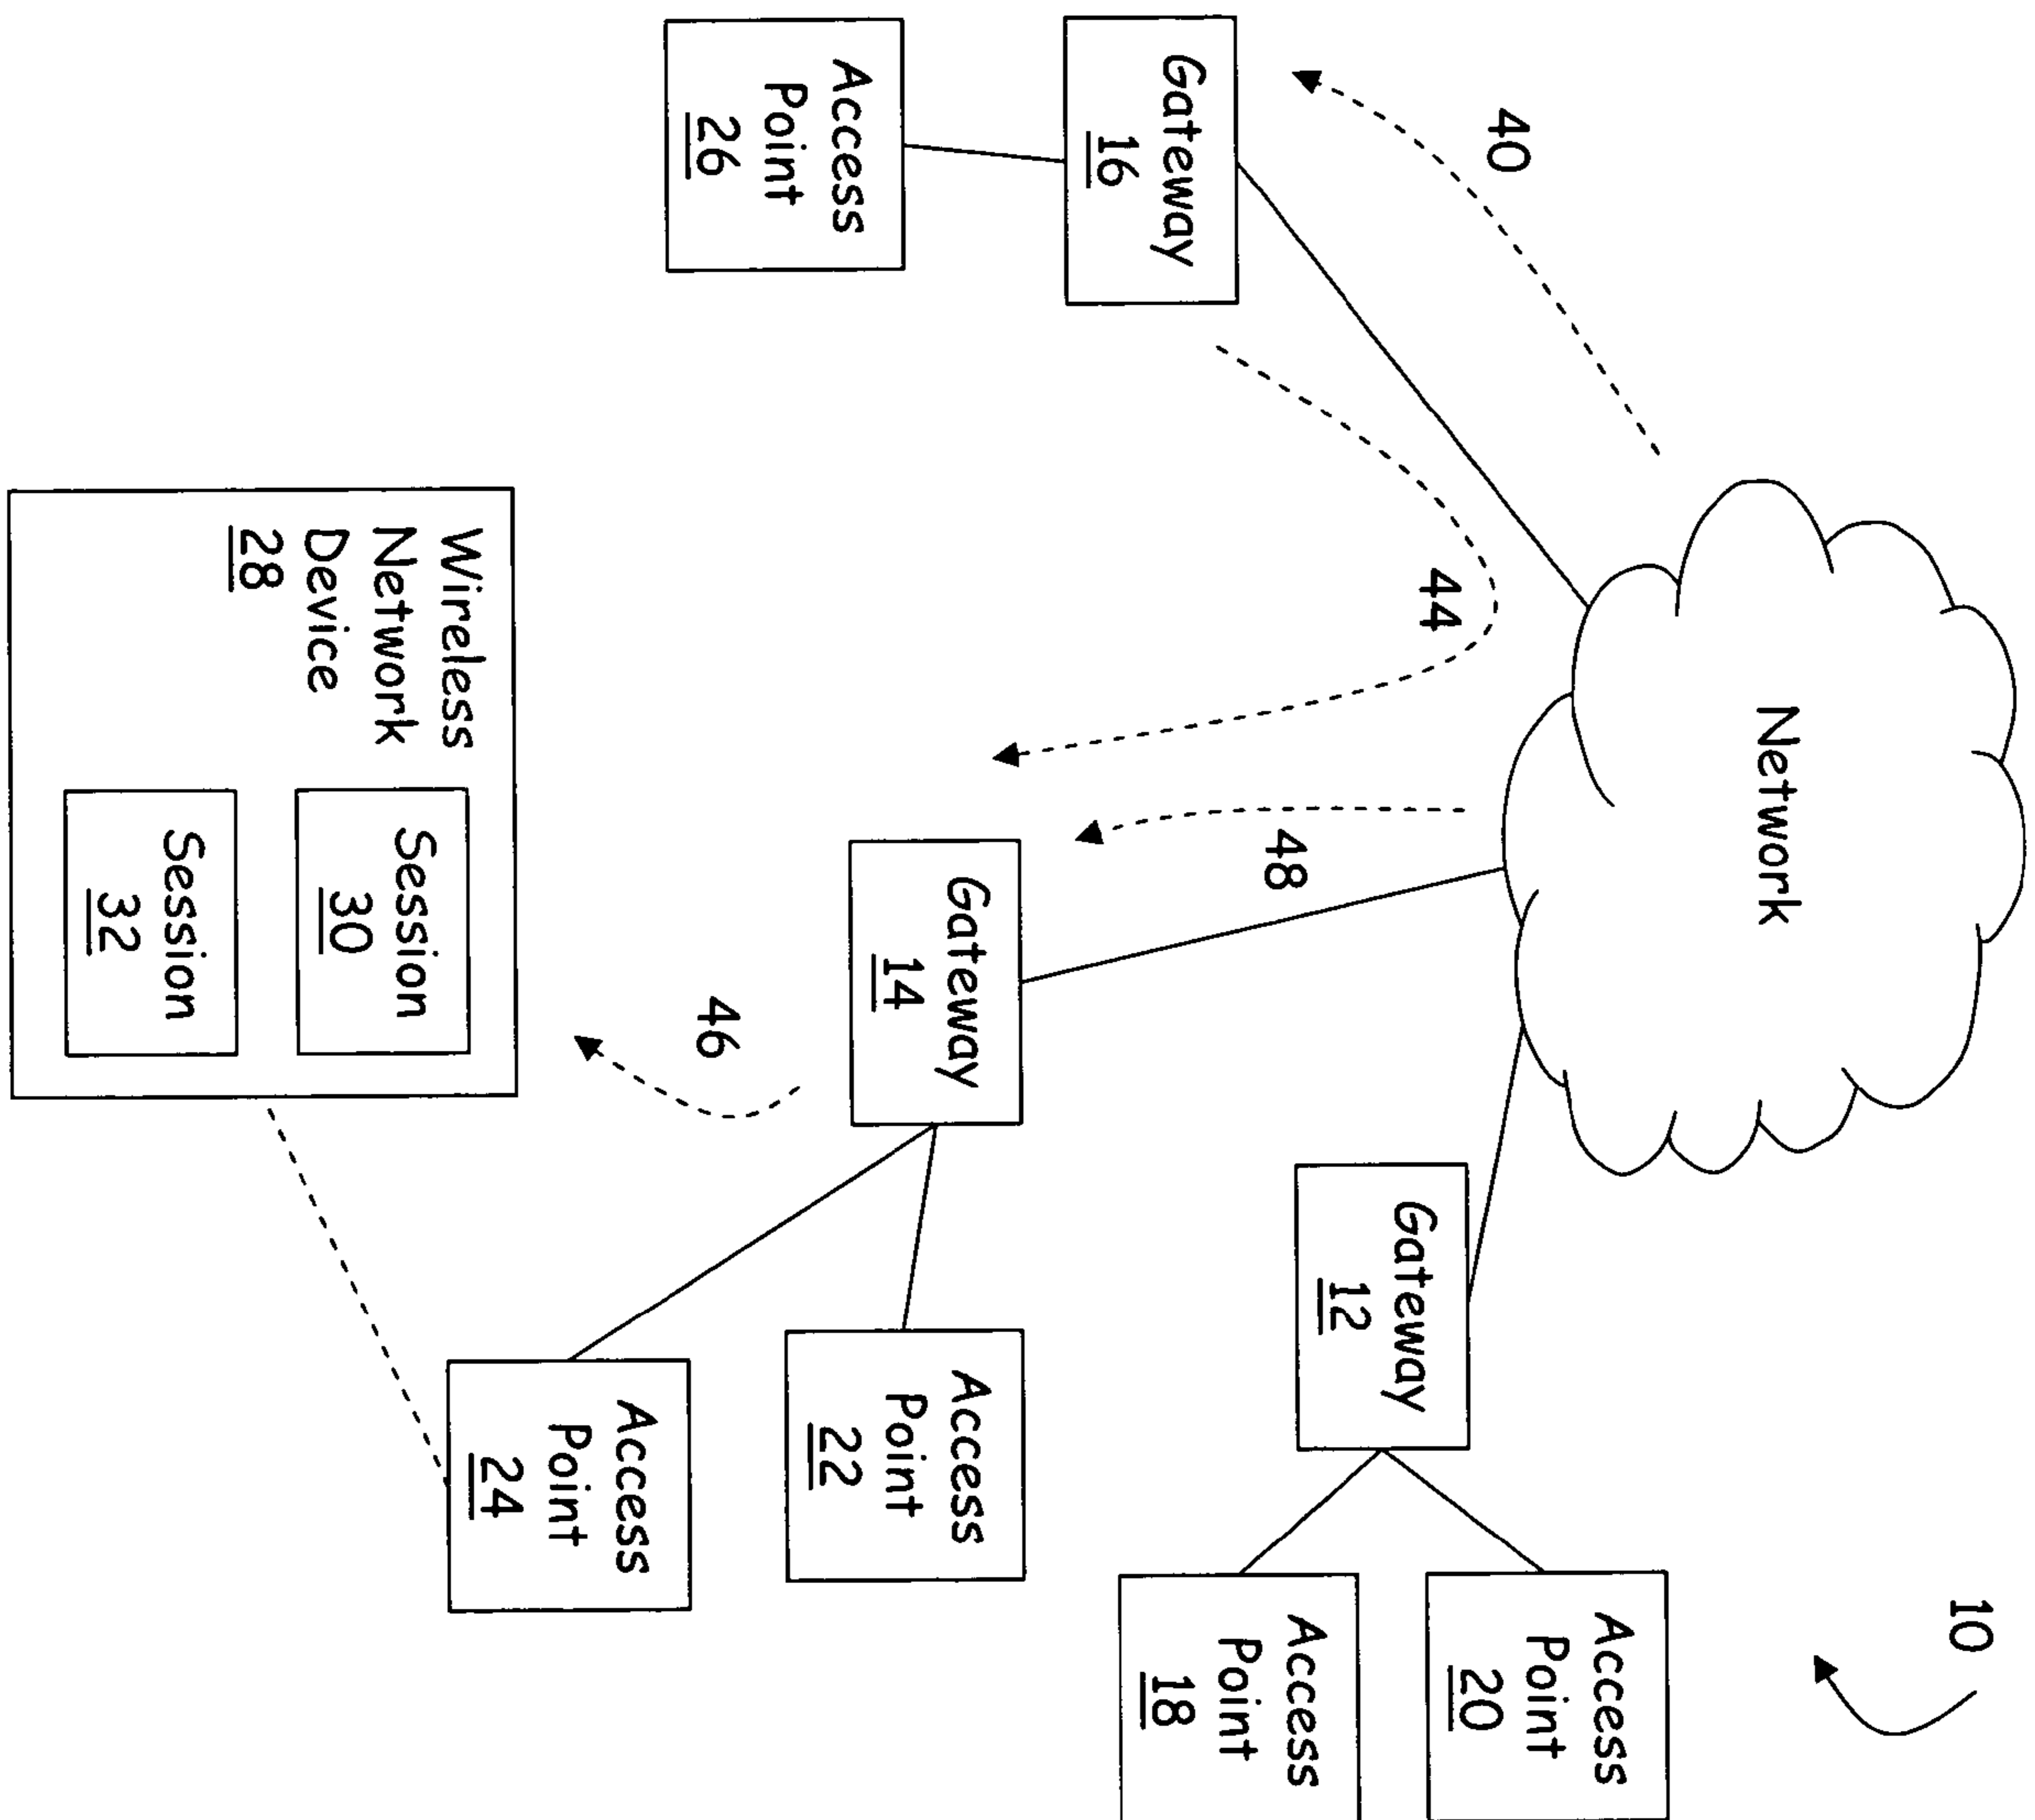 10
Network
40
44
48
46
Gateway
16
Gateway
14
Gateway
12
Access
Point
26
Access
Point
20
Access
Point
18
Access
Point
22
Access
Point
24
Wireless
Network
Device
28
Session
30
Session
32